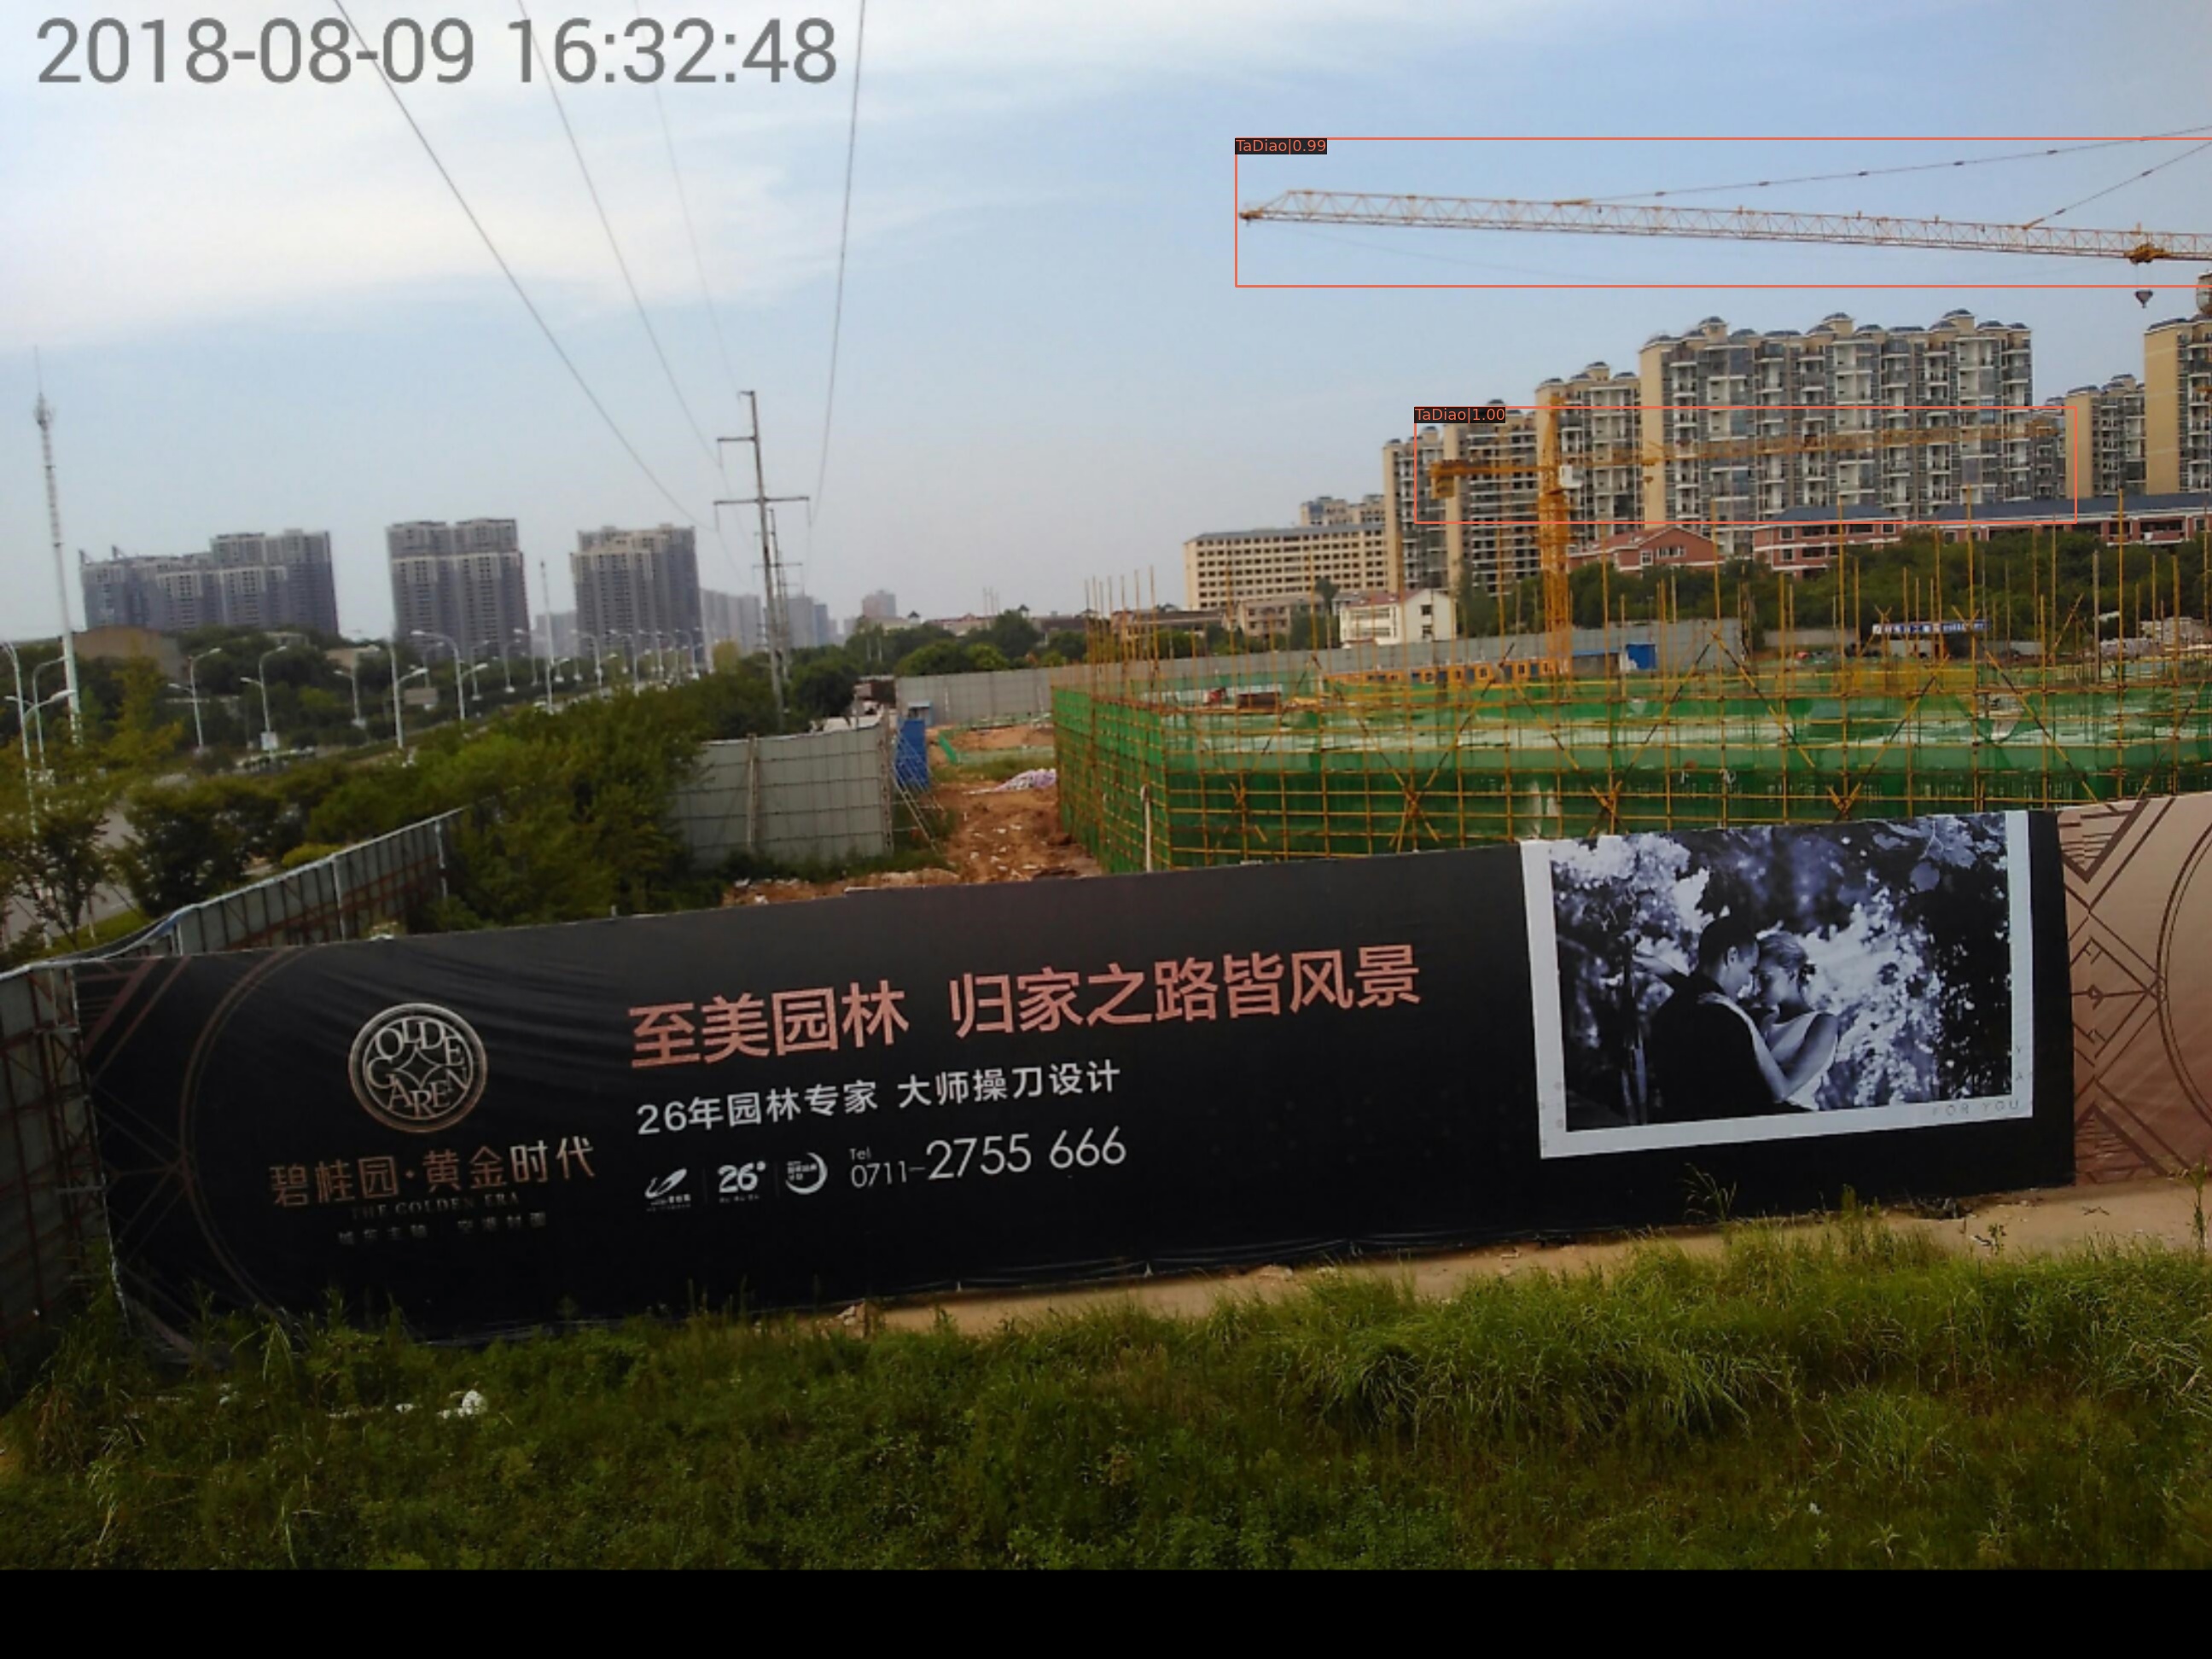 2018-08-09 16:32:48
TaDiao|0.99
TaDiao|1.00
至美园林 归家之路皆风景
26年园林专家 大师操刀设计
Tel
0711-2755 666
26°
OLDE
GAREN
碧桂园·黄金时代
THE GOLDEN ERA
FOR YOU